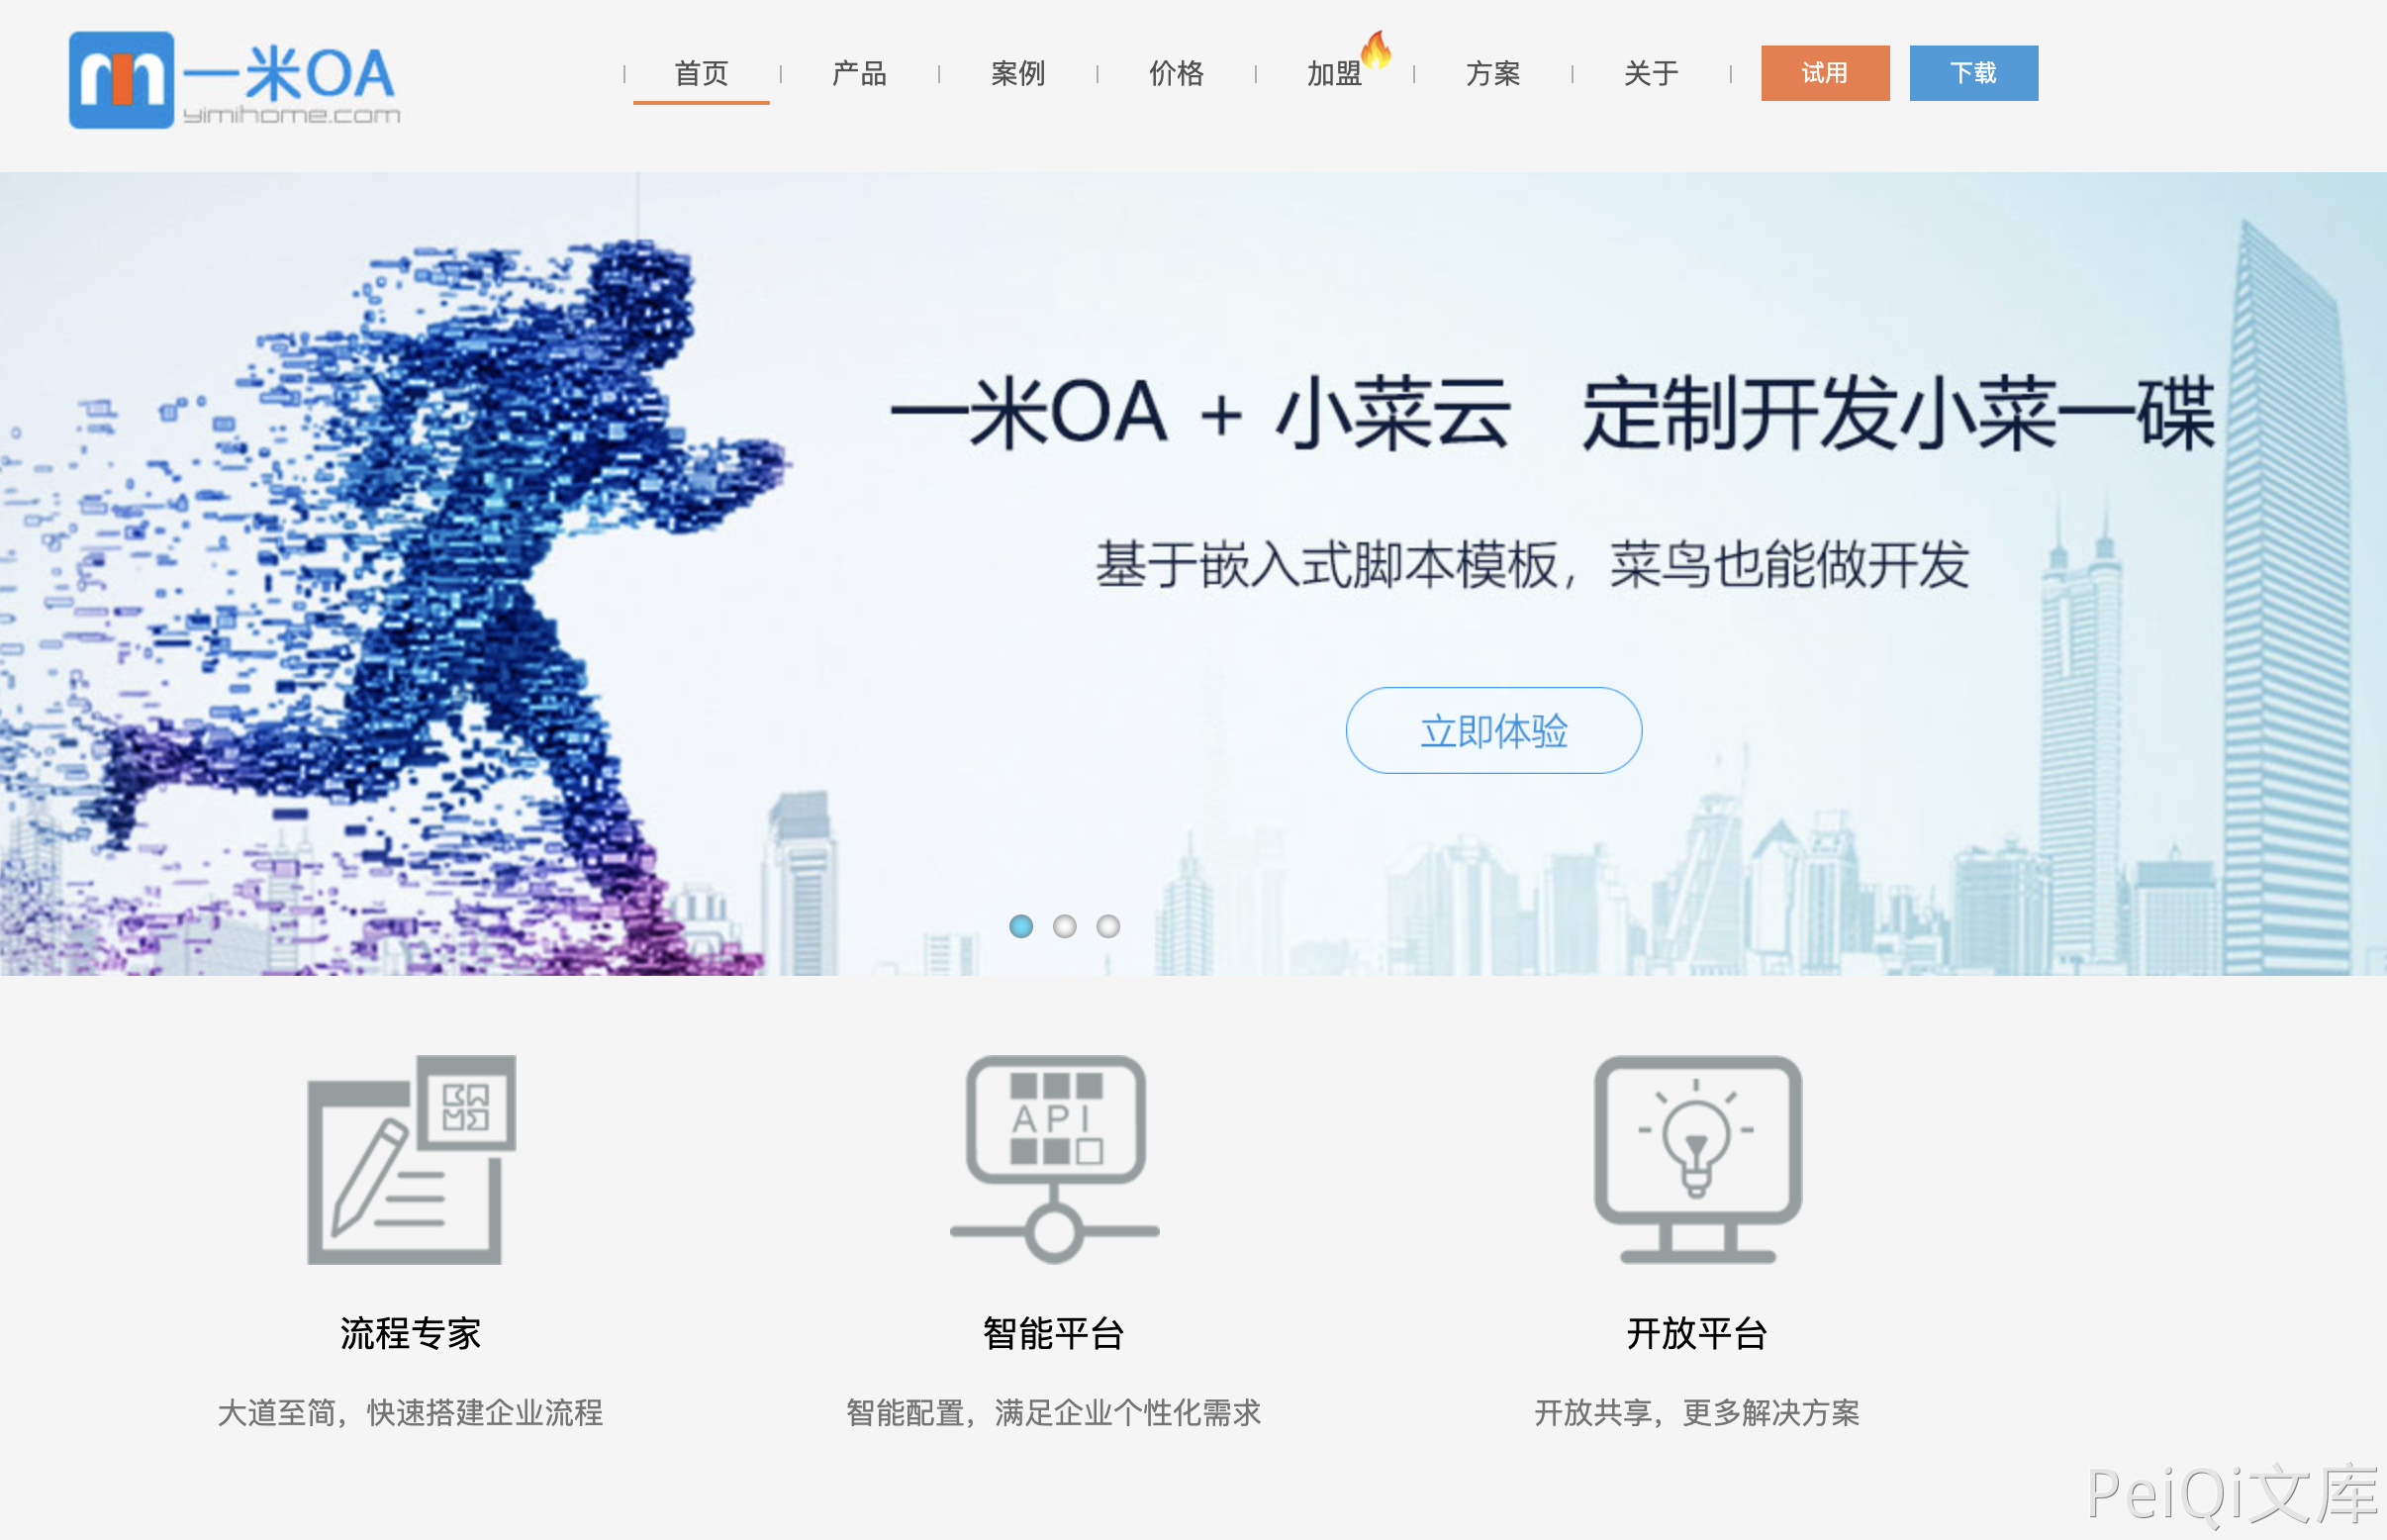 一米OA
yimihome.com
首页
产品
案例
价格
加盟
方案
关于
试用
下载
一米OA + 小菜云 定制开发小菜一碟
基于嵌入式脚本模板，菜鸟也能做开发
立即体验
API
流程专家
智能平台
开放平台
大道至简，快速搭建企业流程
智能配置，满足企业个性化需求
开放共享，更多解决方案
PeiQi文库